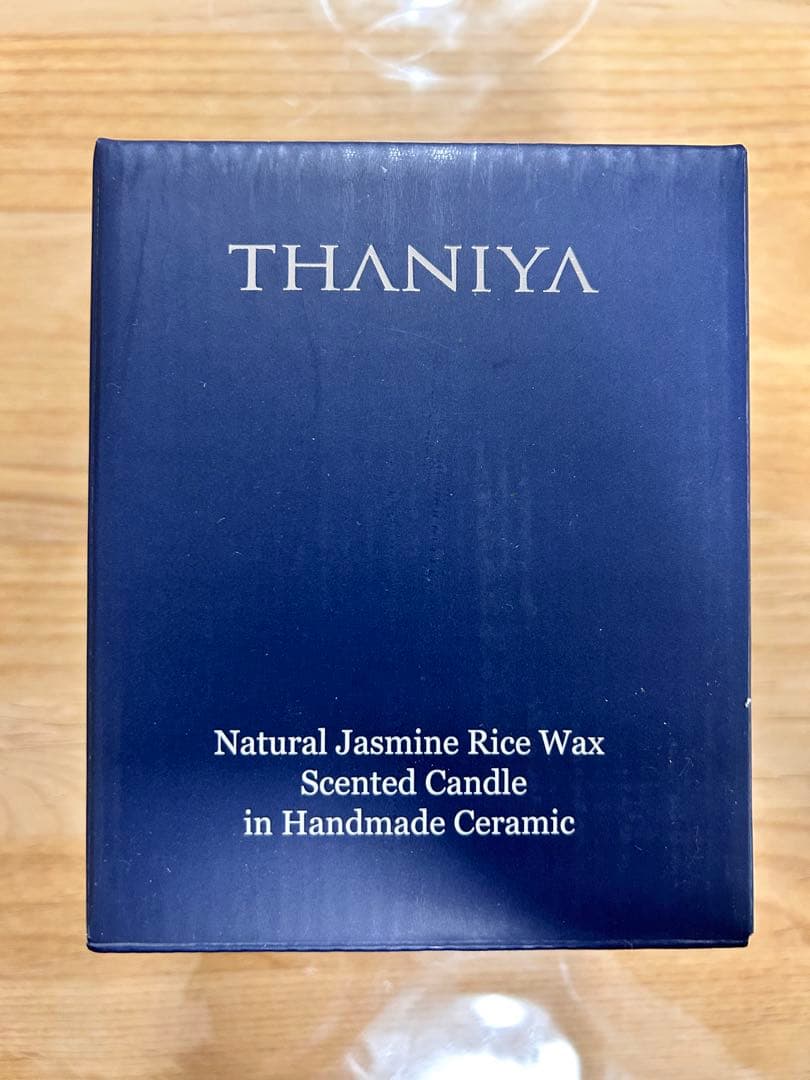 THANIYA
Natural Jasmine Rice Wax
Scented Candle
in Handmade Ceramic